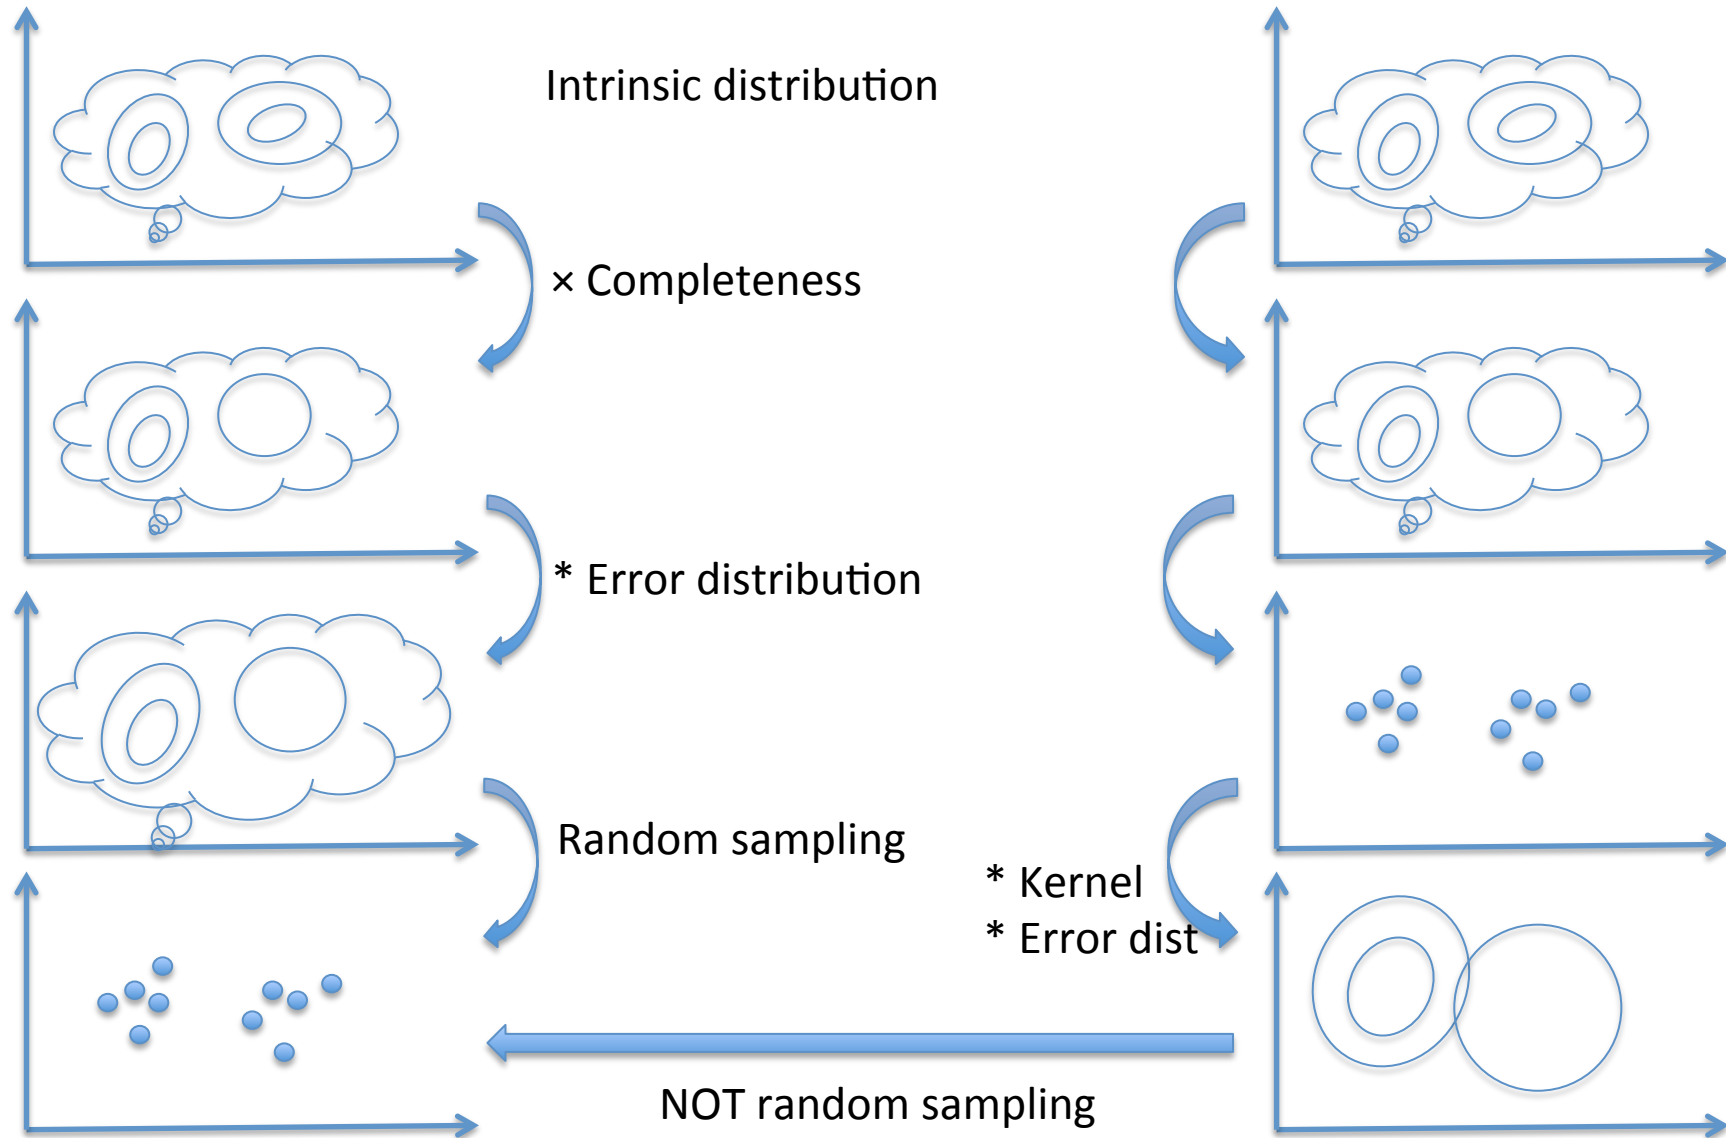 Intrinsic distribution
× Completeness
* Error distribution
Random sampling
* Kernel
* Error dist
NOT random sampling